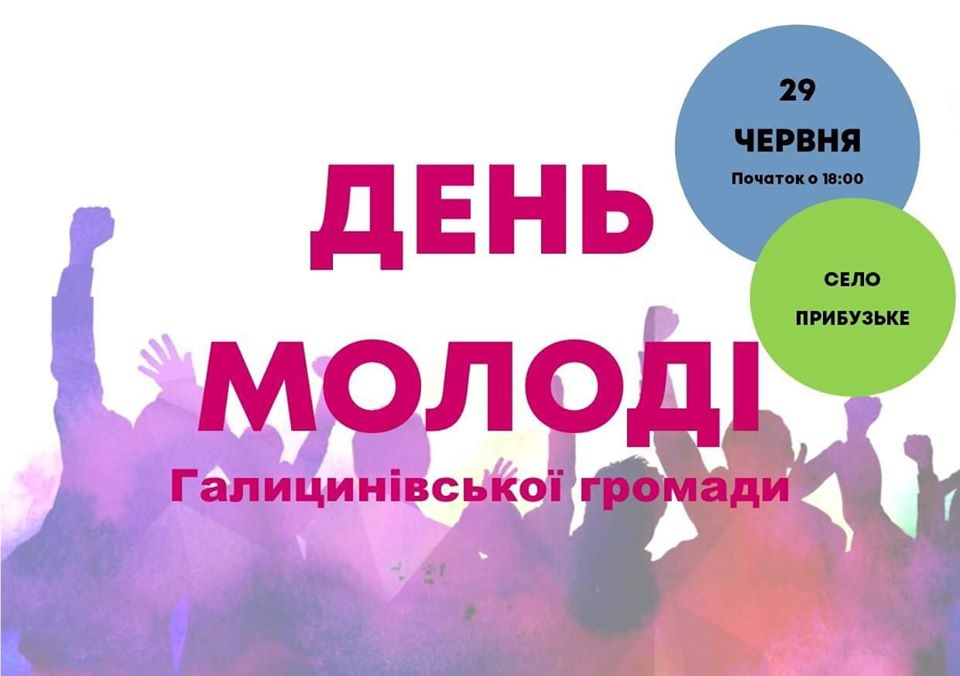 29
ЧЕРВНЯ
Початок о 18:00
СЕЛО
ПРИБУЗЬКЕ
ДЕНЬ
МОЛОДІ
Галицинівської громади